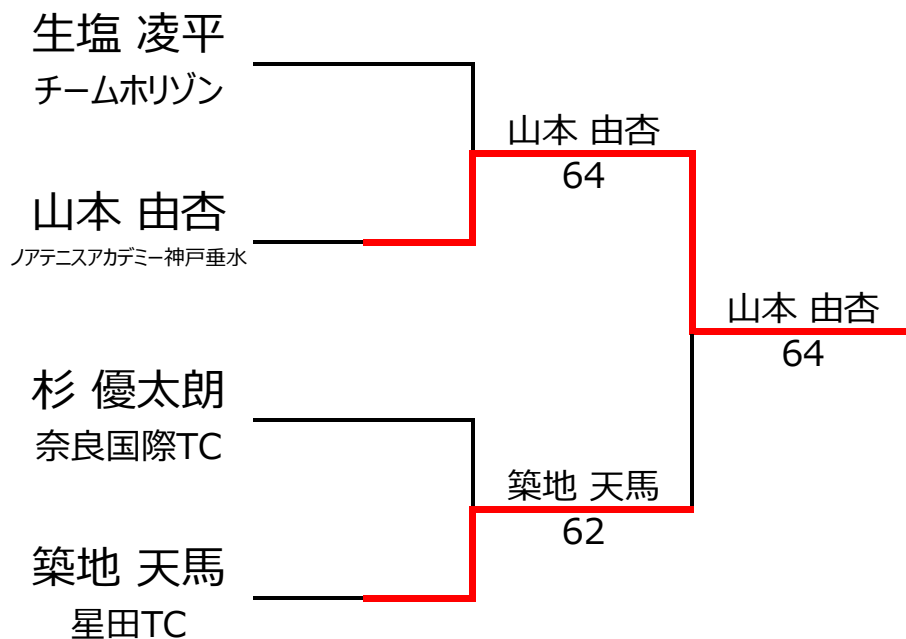 生塩 凌平
チームホリゾン
山本 由杏
64
山本 由杏
ノアテニスアカデミー神戸垂水
山本 由杏
64
杉 優太朗
奈良国際TC
築地 天馬
62
築地 天馬
星田TC